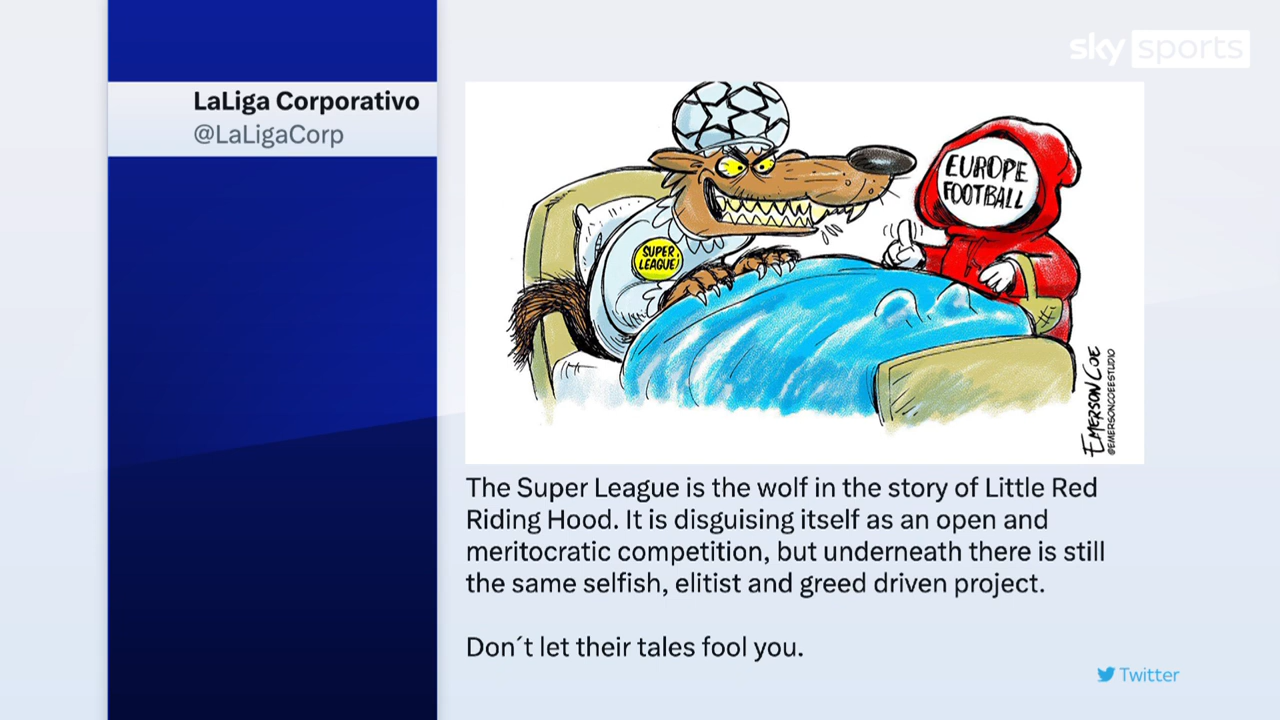 sky sports
LaLiga Corporativo
@LaLigaCorp
EUROPE
FOOTBALL
SUPER
LEAGUE
EMERSON COE
@EMERSONCOEESTUDIO
The Super League is the wolf in the story of Little Red
Riding Hood. It is disguising itself as an open and
meritocratic competition, but underneath there is still
the same selfish, elitist and greed driven project.
Don´t let their tales fool you.
Twitter